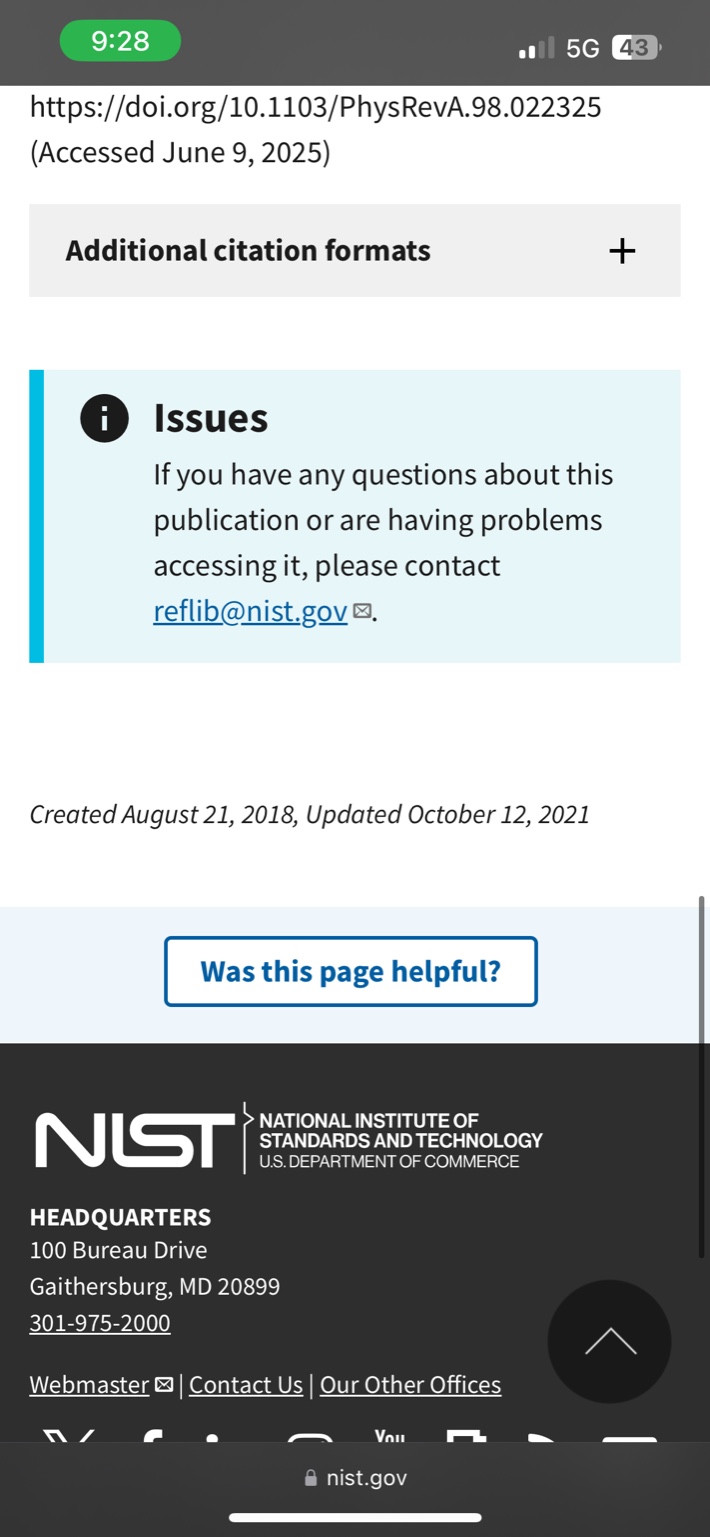 9:28
5G 43
https://doi.org/10.1103/PhysRevA.98.022325
(Accessed June 9, 2025)
Additional citation formats +
i Issues
If you have any questions about this
publication or are having problems
accessing it, please contact
reflib@nist.gov.
Created August 21, 2018, Updated October 12, 2021
Was this page helpful?
NIST
NATIONAL INSTITUTE OF
STANDARDS AND TECHNOLOGY
U.S. DEPARTMENT OF COMMERCE
HEADQUARTERS
100 Bureau Drive
Gaithersburg, MD 20899
301-975-2000
Webmaster | Contact Us | Our Other Offices
You
nist.gov